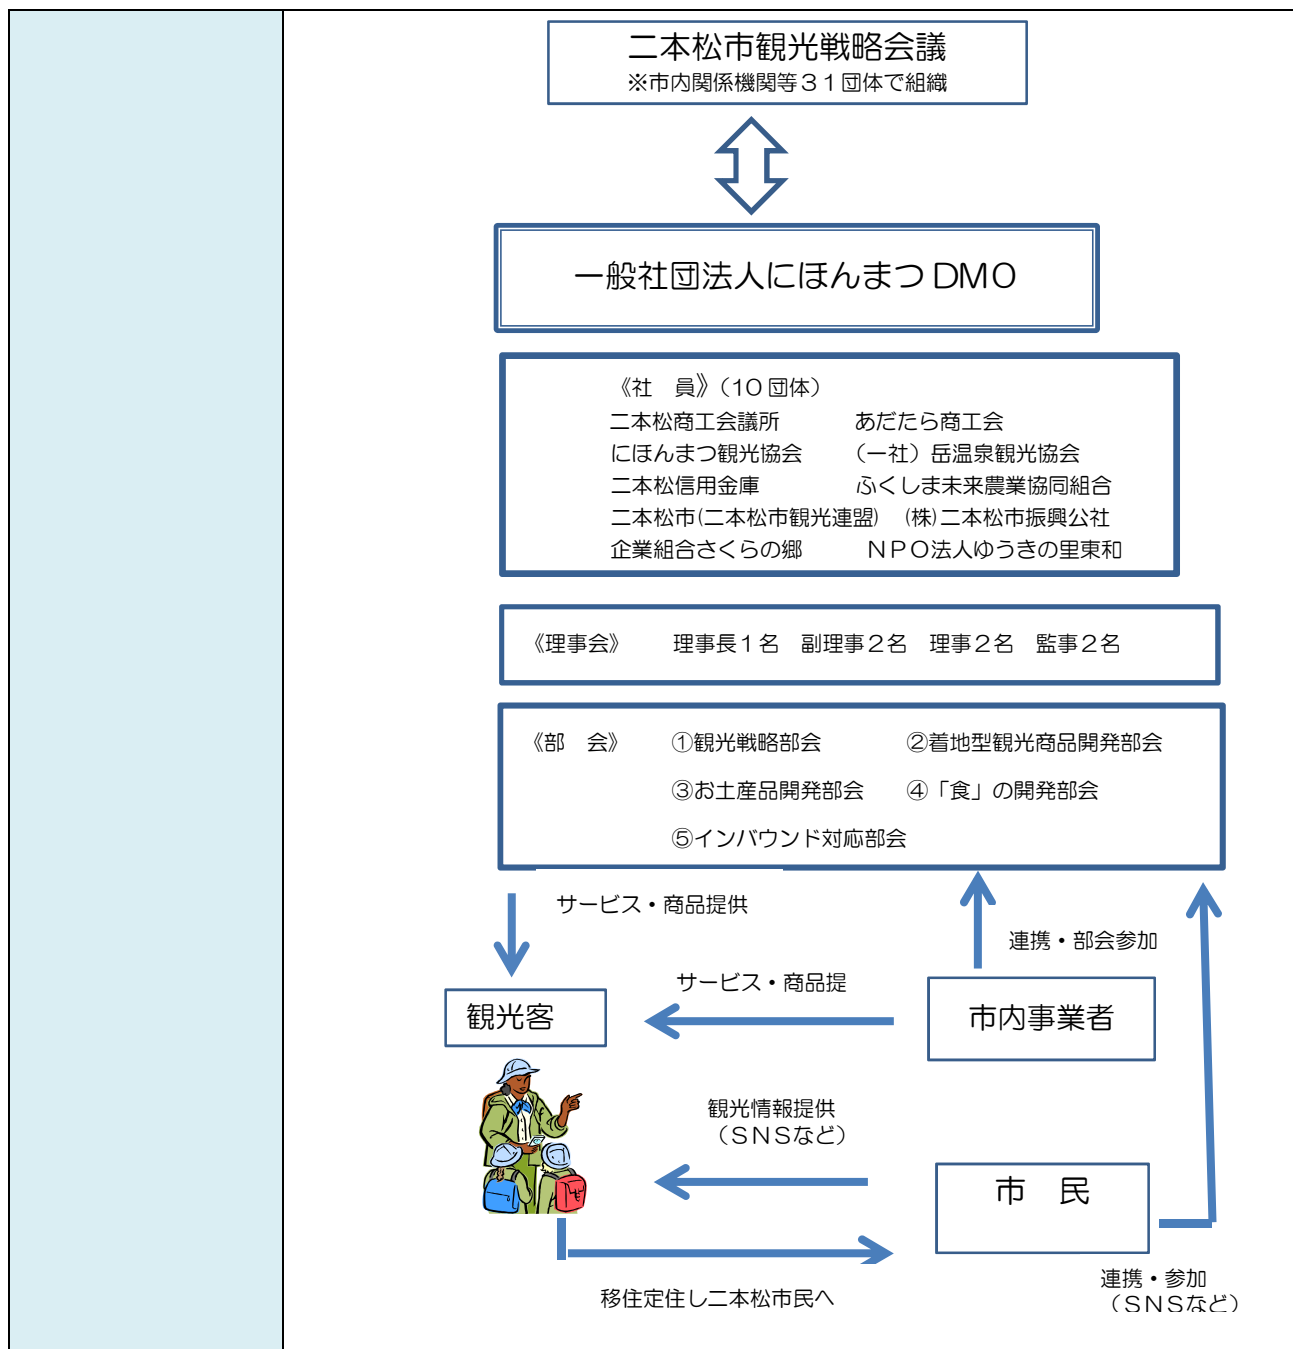 二本松市観光戦略会議
※市内関係機関等３１団体で組織
一般社団法人にほんまつ DMO
《社　員》（10 団体）
二本松商工会議所　　　　あだたら商工会
にほんまつ観光協会　　　（一社）岳温泉観光協会
二本松信用金庫　　　　　ふくしま未来農業協同組合
二本松市(二本松市観光連盟)　(株)二本松市振興公社
企業組合さくらの郷　　　ＮＰＯ法人ゆうきの里東和
《理事会》　　理事長１名　副理事２名　理事２名　監事２名
《部　会》　　①観光戦略部会　　　　②着地型観光商品開発部会
③お土産品開発部会　　④「食」の開発部会
⑤インバウンド対応部会
サービス・商品提供
連携・部会参加
サービス・商品提
観光客
市内事業者
観光情報提供
（ＳＮＳなど）
市　民
連携・参加
（ＳＮＳなど）
移住定住し二本松市民へ